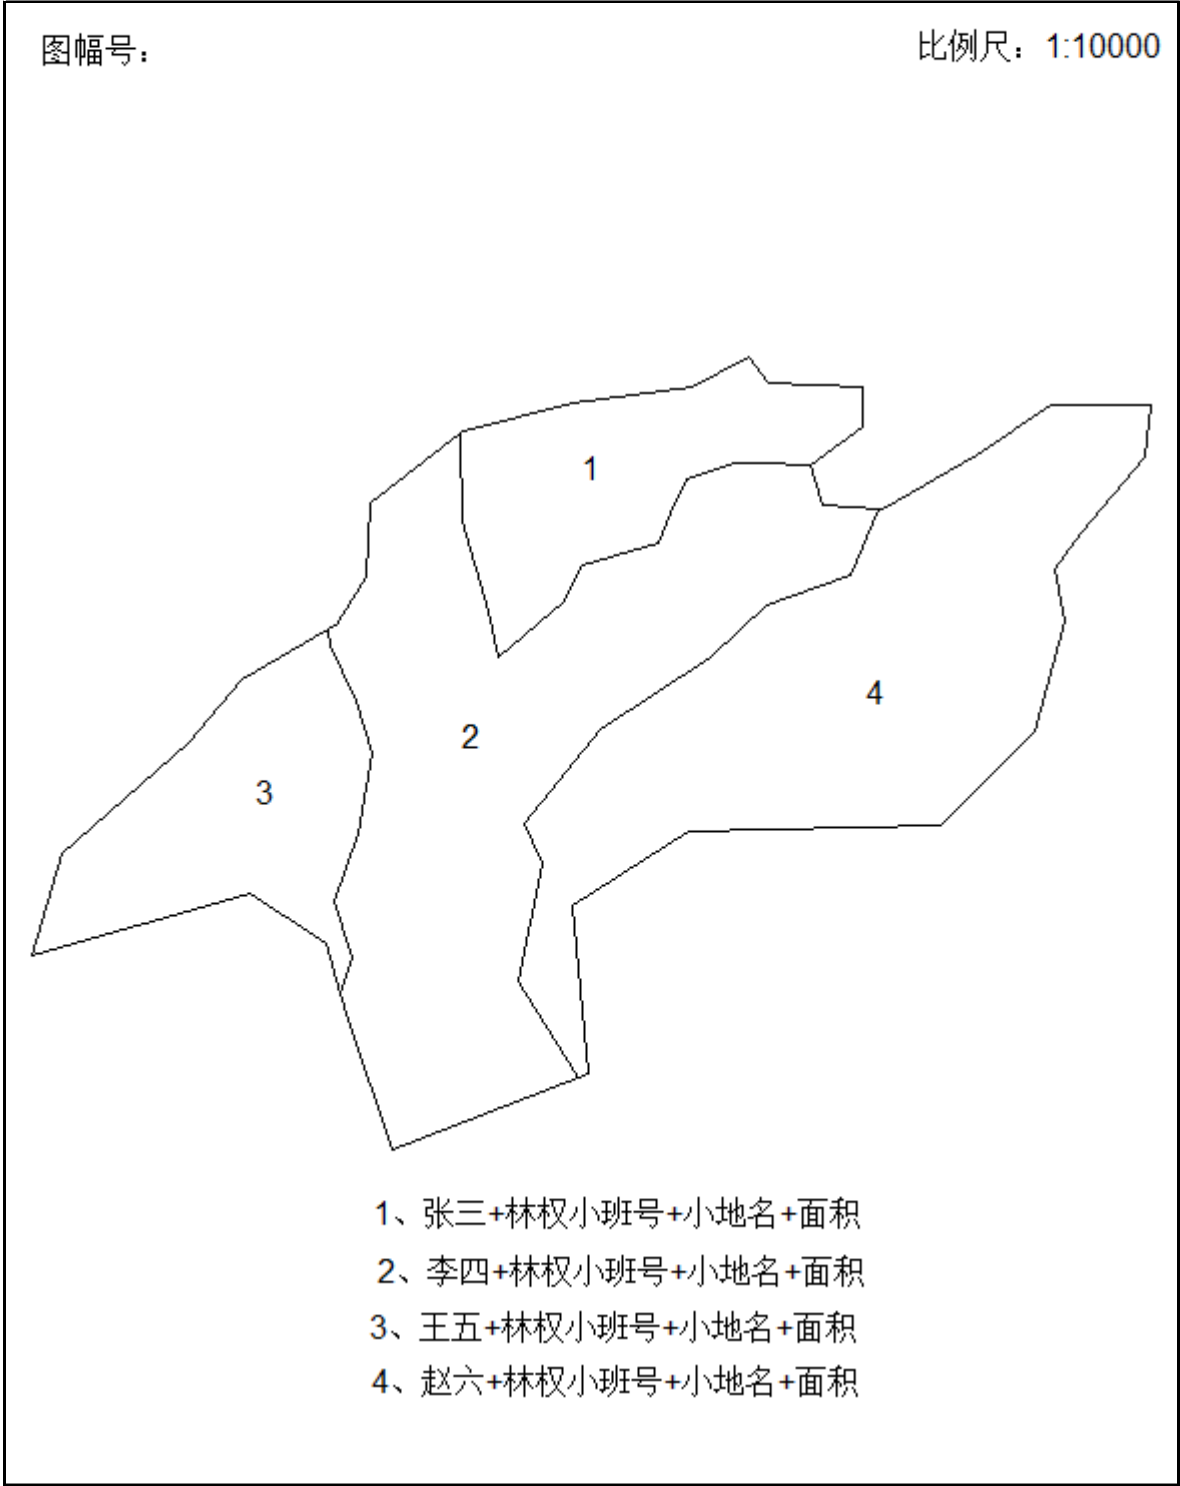 图幅号：
比例尺：1:10000
1
2
3
4
1、张三+林权小班号+小地名+面积
2、李四+林权小班号+小地名+面积
3、王五+林权小班号+小地名+面积
4、赵六+林权小班号+小地名+面积